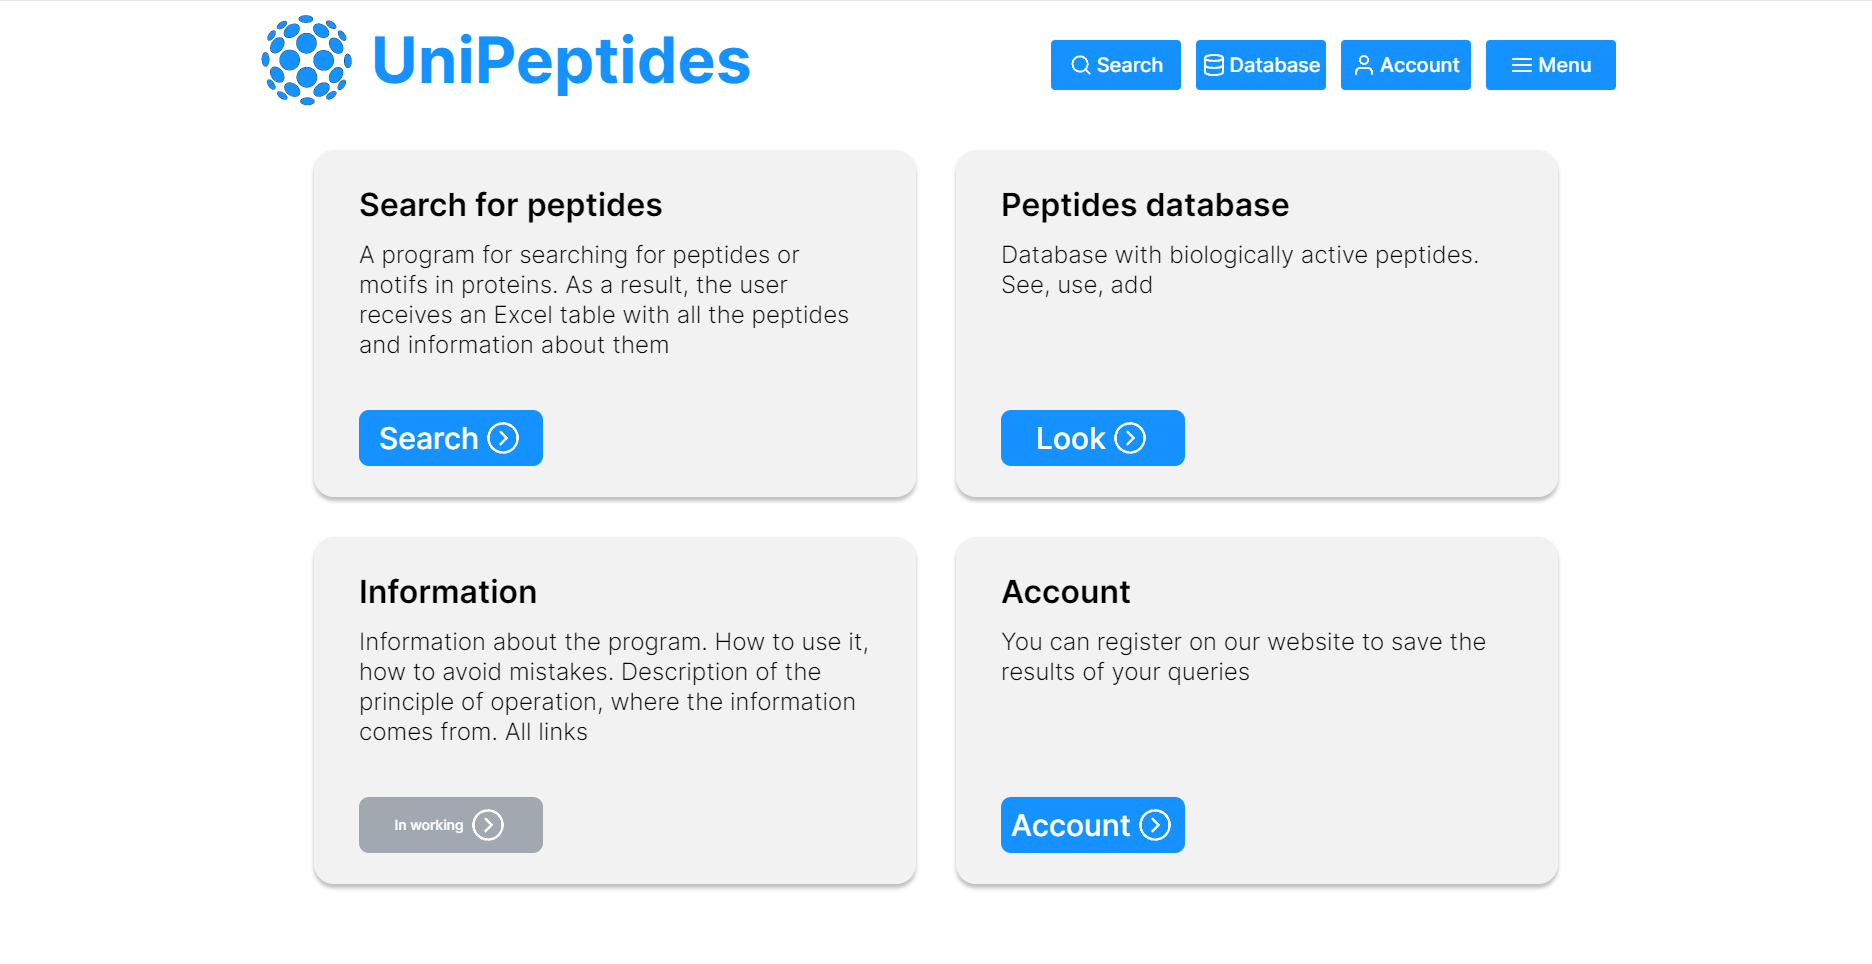 UniPeptides
Search
Database
Account
Menu
Search for peptides
A program for searching for peptides or
motifs in proteins. As a result, the user
receives an Excel table with all the peptides
and information about them
Search
Peptides database
Database with biologically active peptides.
See, use, add
Look
Information
Information about the program. How to use it,
how to avoid mistakes. Description of the
principle of operation, where the information
comes from. All links
In working
Account
You can register on our website to save the
results of your queries
Account